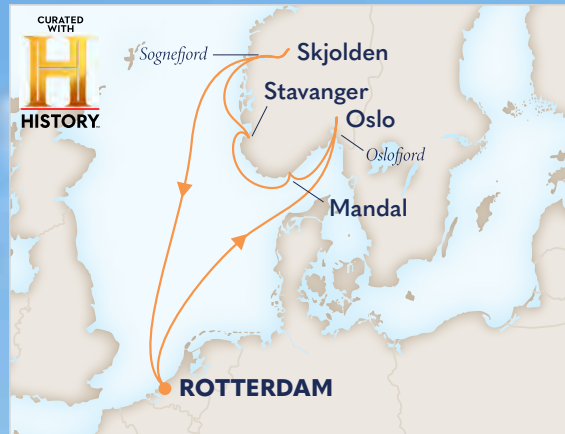 CURATED
WITH
H
HISTORY
Sognefjord
Skjolden
Stavanger
Oslo
Oslofjord
Mandal
ROTTERDAM